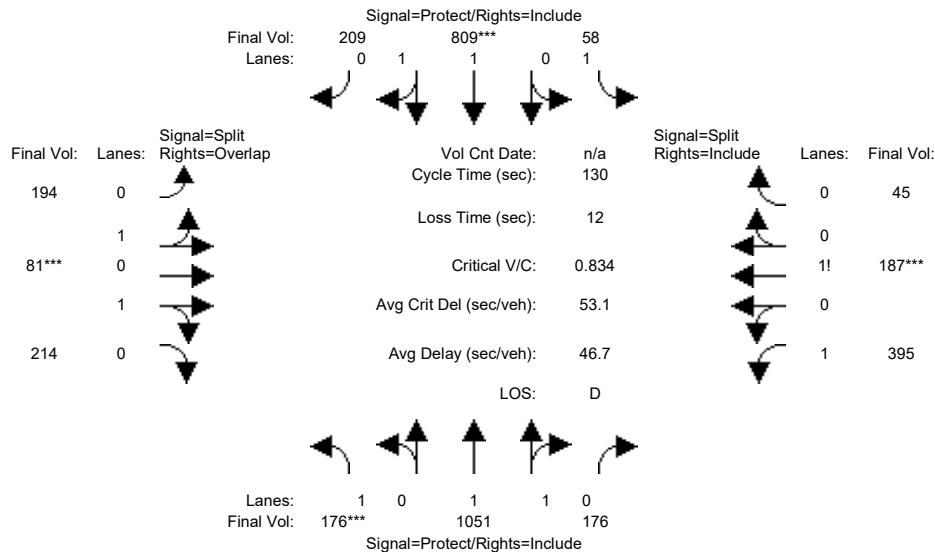 Signal=Protect/Rights=Include
Final Vol: 209 809*** 58
Lanes: 0 1 1 0 1
Signal=Split
Final Vol: Lanes: Rights=Overlap
Vol Cnt Date: n/a
Cycle Time (sec): 130
Loss Time (sec): 12
Critical V/C: 0.834
Avg Crit Del (sec/veh): 53.1
Avg Delay (sec/veh): 46.7
LOS: D
Signal=Split
Rights=Include Lanes: Final Vol:
194 0
1
81*** 0
1
214 0
0 45
0
1! 187***
0
1 395
Lanes: 1 0 1 1 0
Final Vol: 176*** 1051 176
Signal=Protect/Rights=Include